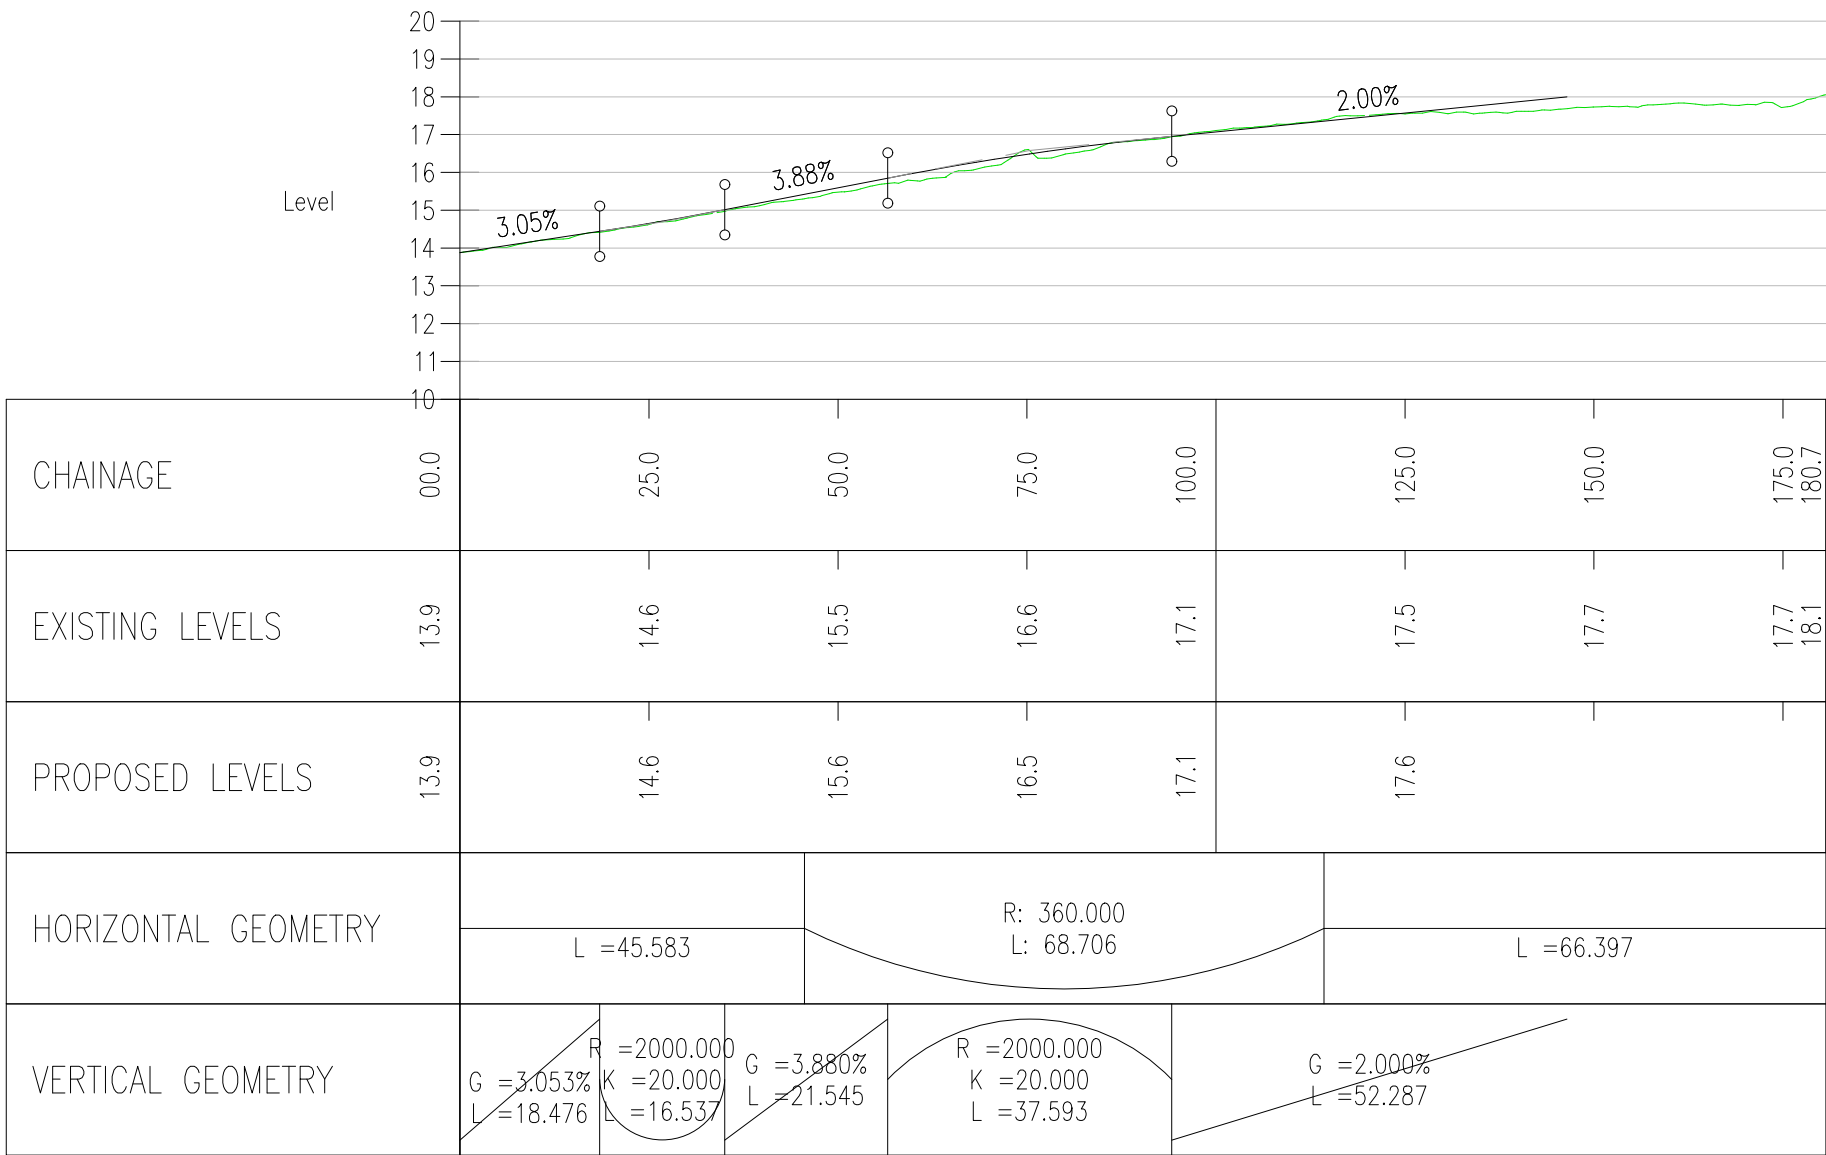 20
19
18
17
16
15
14
13
12
11
10
Level
3.05%
3.88%
2.00%
CHAINAGE
00.0
25.0
50.0
75.0
100.0
125.0
150.0
175.0
180.7
EXISTING LEVELS
13.9
14.6
15.5
16.6
17.1
17.5
17.7
17.7
18.1
PROPOSED LEVELS
13.9
14.6
15.6
16.5
17.1
17.6
HORIZONTAL GEOMETRY
L =45.583
R: 360.000
L: 68.706
L =66.397
VERTICAL GEOMETRY
G =3.053%
L =18.476
R =2000.000
K =20.000
L =16.537
G =3.880%
L =21.545
R =2000.000
K =20.000
L =37.593
G =2.000%
L =52.287